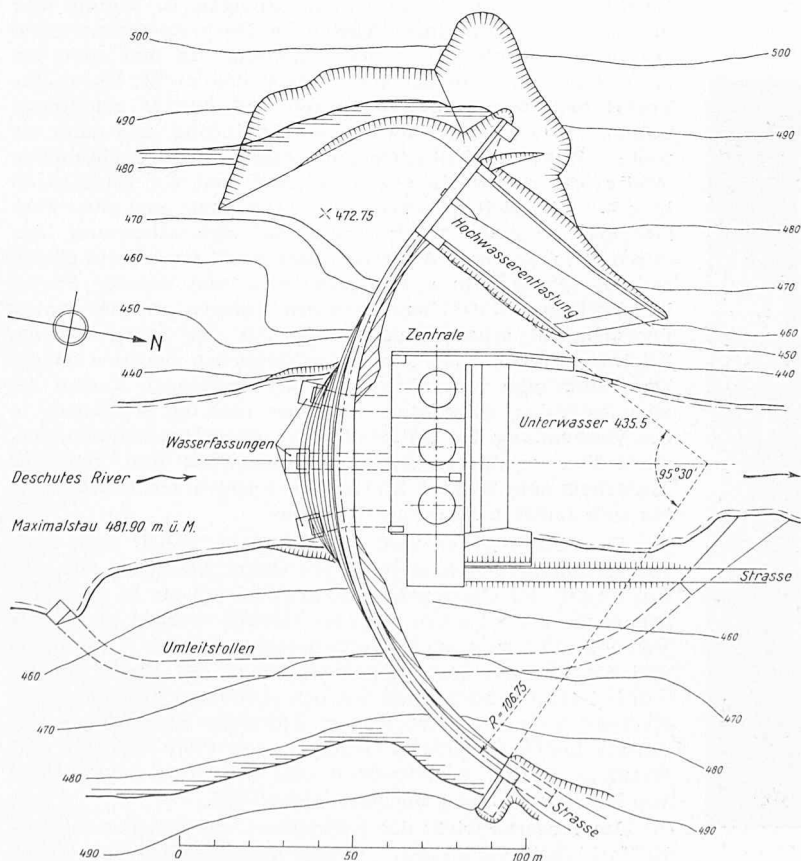 500
500
490
490
480
470
× 472.75
480
460
Hochwasserentlastung
470
450
N
460
Zentrale
450
440
440
Unterwasser 435.5
Wasserfassungen
95°30'
Deschutes River
Maximalstau 481.90 m.ü.M.
Strasse
460
Umleitstollen
460
R=106.75
470
470
480
480
Strasse
490
490
0 50 100 m